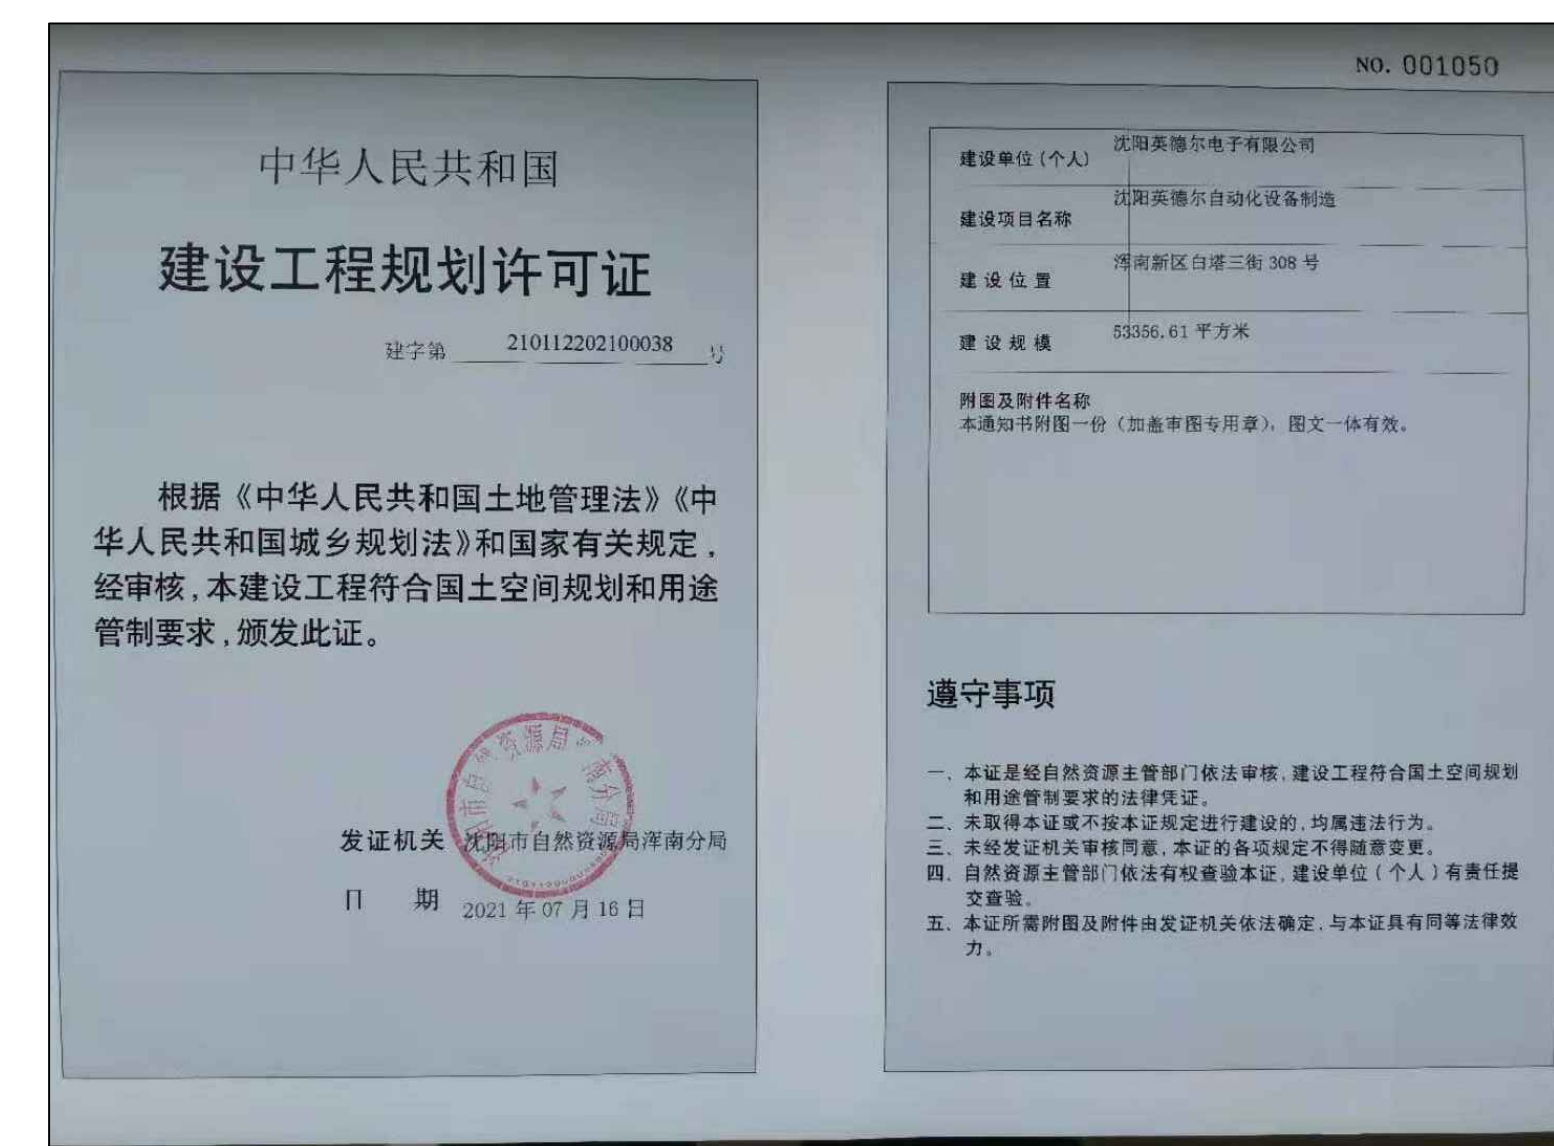 中华人民共和国
建设工程规划许可证
建字第 210112202100038 号
根据《中华人民共和国土地管理法》《中
华人民共和国城乡规划法》和国家有关规定,
经审核,本建设工程符合国土空间规划和用途
管制要求,颁发此证。
发证机关 沈阳市自然资源局浑南分局
日 期 2021 年 07 月 16 日
NO. 001050
建设单位(个人) 沈阳英德尔电子有限公司
建设项目名称 沈阳英德尔自动化设备制造
建设位置 浑南新区白塔三街 308 号
建设规模 53356.61 平方米
附图及附件名称
本通知书附图一份(加盖审图专用章),图文一体有效。
遵守事项
一、本证是经自然资源主管部门依法审核,建设工程符合国土空间规划
和用途管制要求的法律凭证。
二、未取得本证或不按本证规定进行建设的,均属违法行为。
三、未经发证机关审核同意,本证的各项规定不得随意变更。
四、自然资源主管部门依法有权查验本证,建设单位(个人)有责任提
交查验。
五、本证所需附图及附件由发证机关依法确定,与本证具有同等法律效
力。